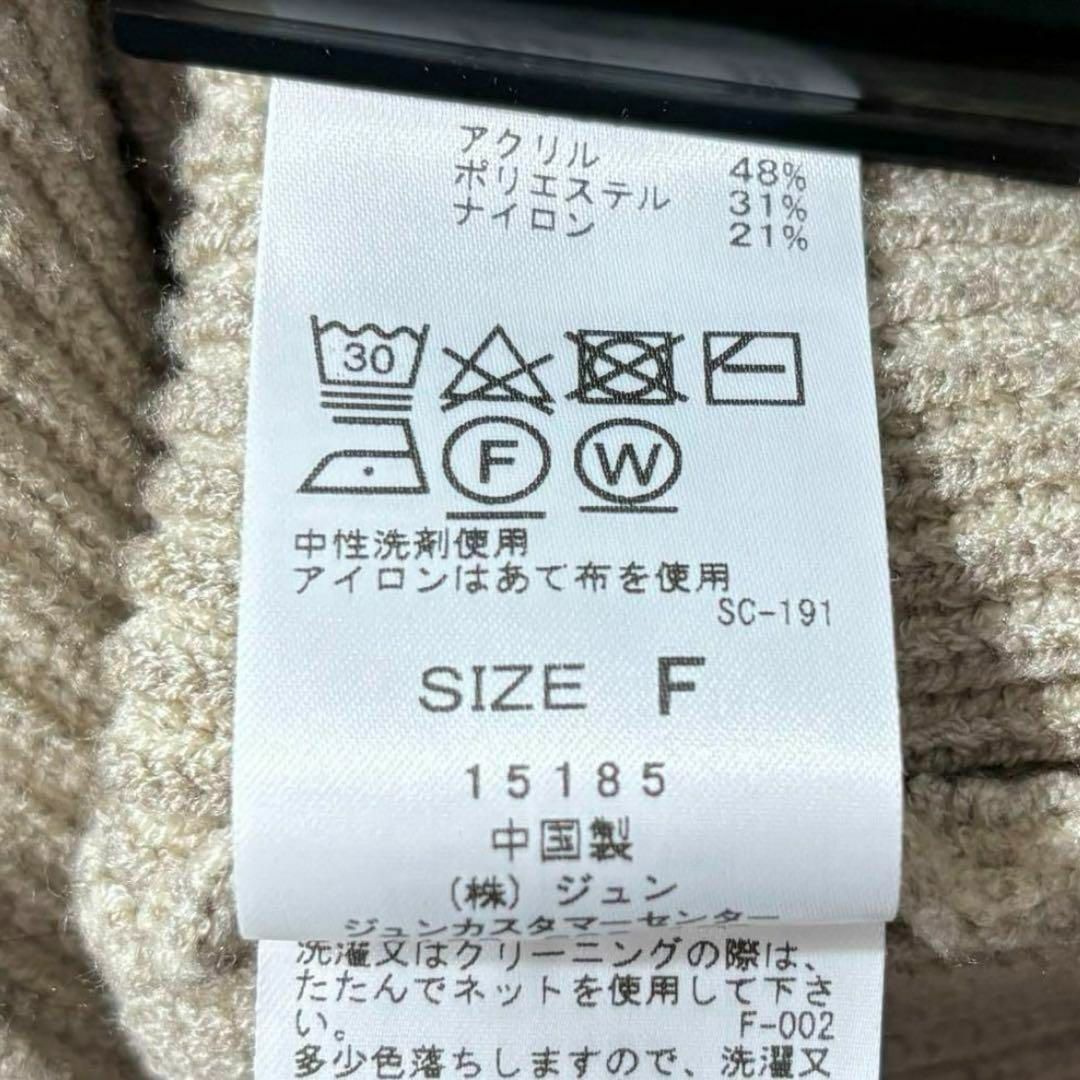 アクリル 48%
ポリエステル 31%
ナイロン 21%
30
F W
中性洗剤使用
アイロンはあて布を使用
SC-191
SIZE F
15185
中国製
(株) ジュン
ジュンカスタマーセンター
洗濯又はクリーニングの際は、
たたんでネットを使用して下さ
い。 F-002
多少色落ちしますので、洗濯又